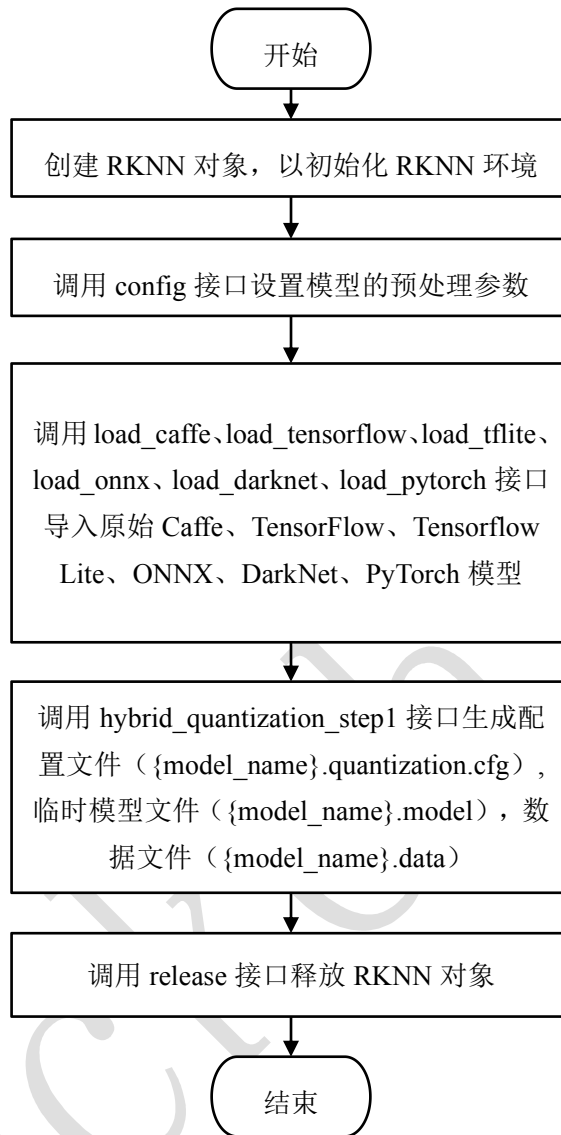 开始
创建 RKNN 对象，以初始化 RKNN 环境
调用 config 接口设置模型的预处理参数
调用 load_caffe、load_tensorflow、load_tflite、
load_onnx、load_darknet、load_pytorch 接口
导入原始 Caffe、TensorFlow、Tensorflow
Lite、ONNX、DarkNet、PyTorch 模型
调用 hybrid_quantization_step1 接口生成配
置文件（{model_name}.quantization.cfg）,
临时模型文件（{model_name}.model），数
据文件（{model_name}.data）
调用 release 接口释放 RKNN 对象
结束